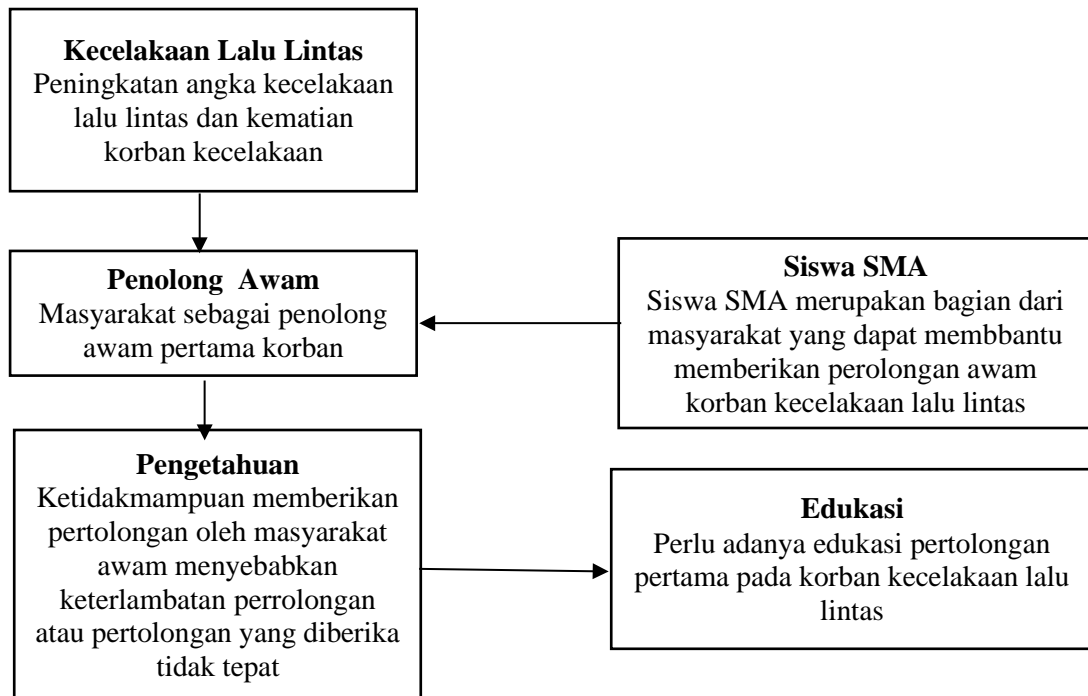 Kecelakaan Lalu Lintas
Peningkatan angka kecelakaan
lalu lintas dan kematian
korban kecelakaan
Penolong  Awam
Masyarakat sebagai penolong
awam pertama korban
Siswa SMA
Siswa SMA merupakan bagian dari
masyarakat yang dapat membbantu
memberikan perolongan awam
korban kecelakaan lalu lintas
Pengetahuan
Ketidakmampuan memberikan
pertolongan oleh masyarakat
awam menyebabkan
keterlambatan perrolongan
atau pertolongan yang diberika
tidak tepat
Edukasi
Perlu adanya edukasi pertolongan
pertama pada korban kecelakaan lalu
lintas